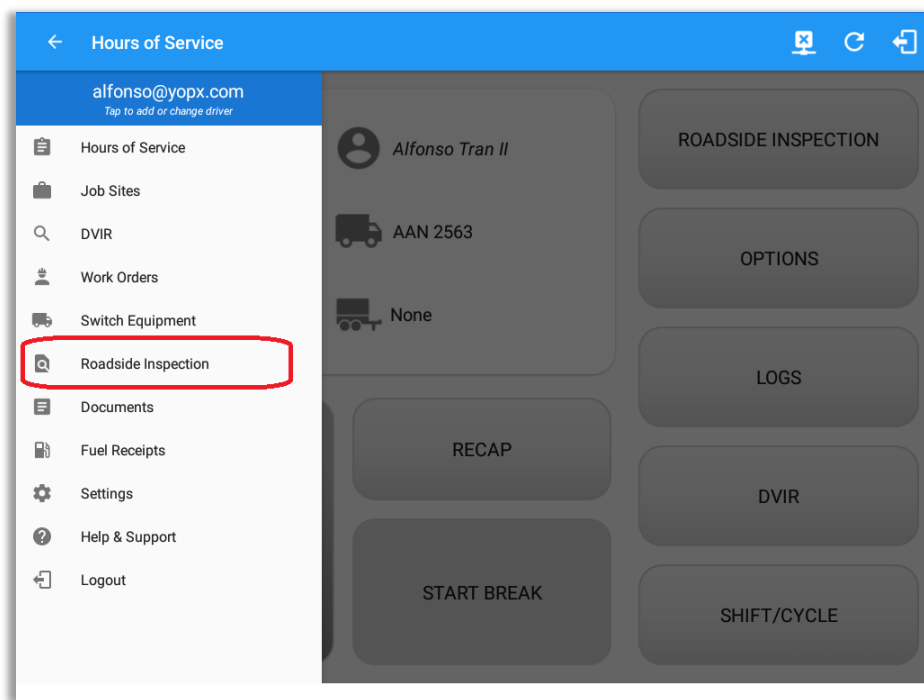 Hours of Service
alfonso@yopx.com
Tap to add or change driver
Hours of Service
Job Sites
DVIR
Work Orders
Switch Equipment
Roadside Inspection
Documents
Fuel Receipts
Settings
Help & Support
Logout
Alfonso Tran II
AAN 2563
None
RECAP
START BREAK
ROADSIDE INSPECTION
OPTIONS
LOGS
DVIR
SHIFT/CYCLE